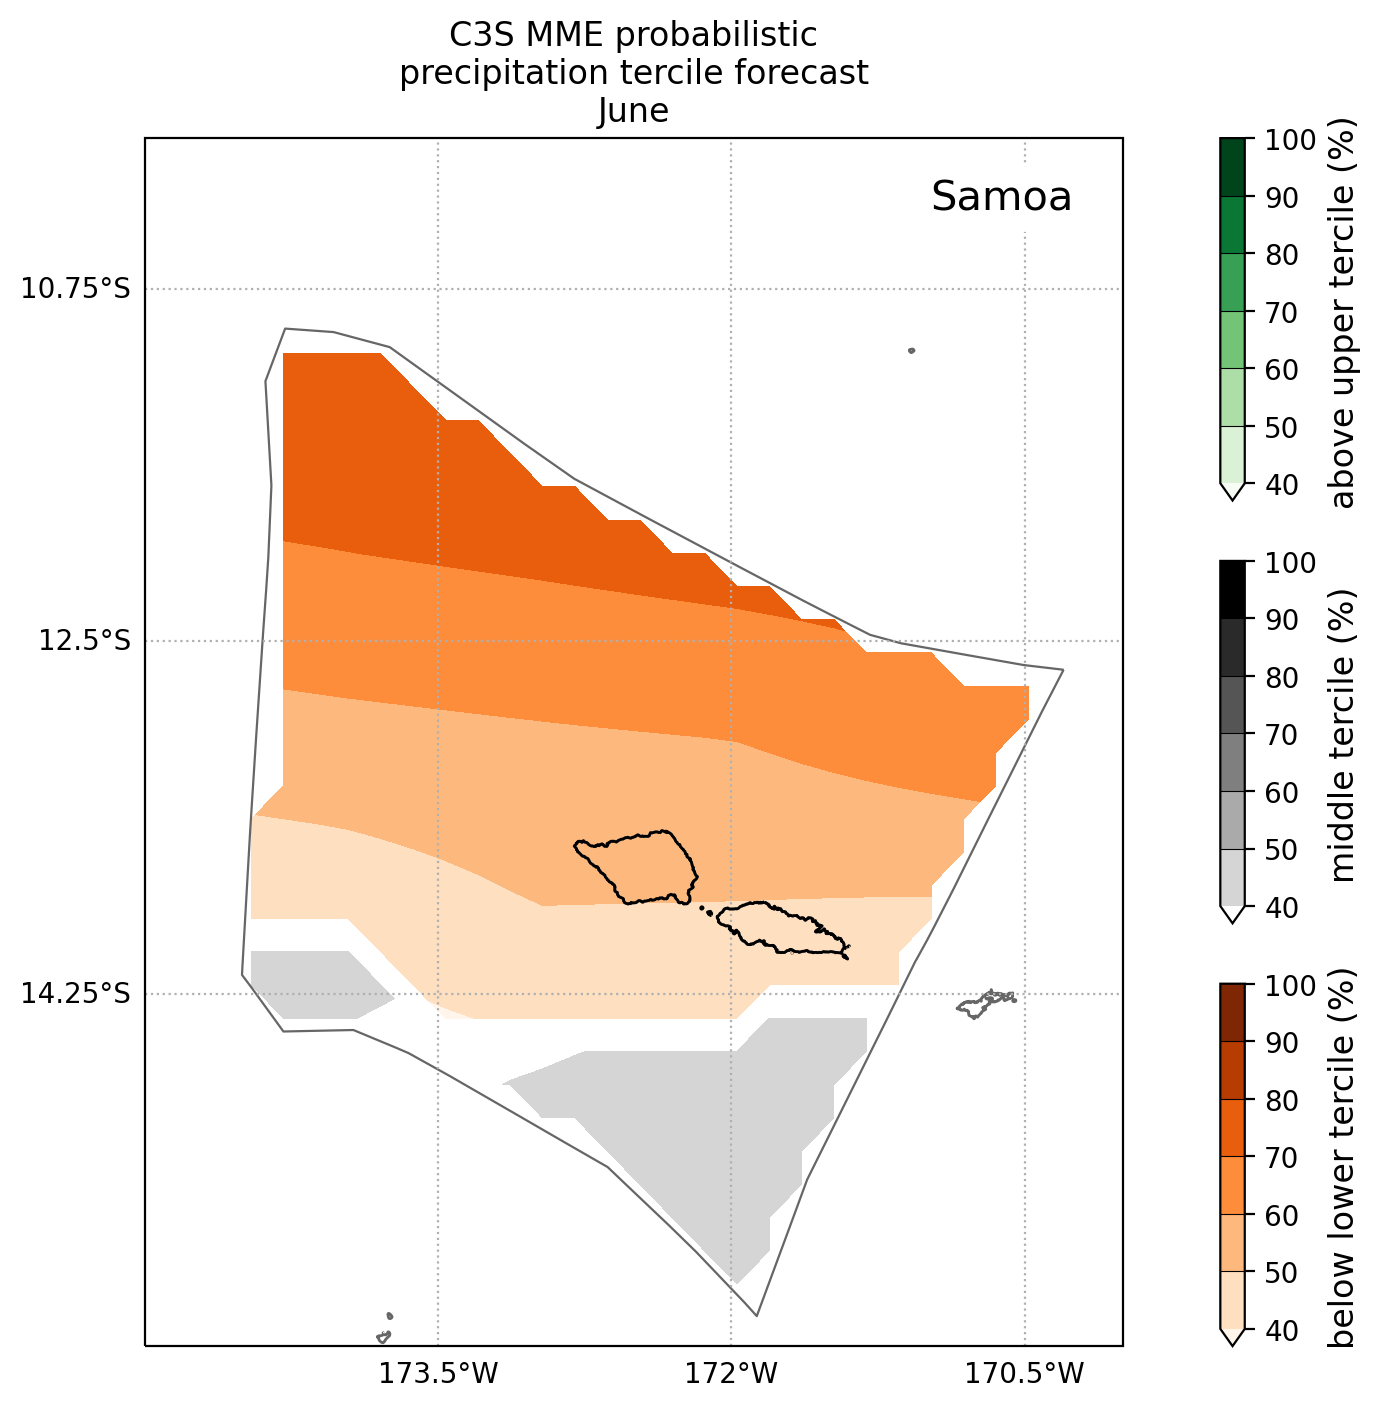 C3S MME probabilistic
precipitation tercile forecast
June
Samoa
10.75°S
12.5°S
14.25°S
173.5°W
172°W
170.5°W
100
90
80
70
60
50
40
above upper tercile (%)
100
90
80
70
60
50
40
middle tercile (%)
100
90
80
70
60
50
40
below lower tercile (%)